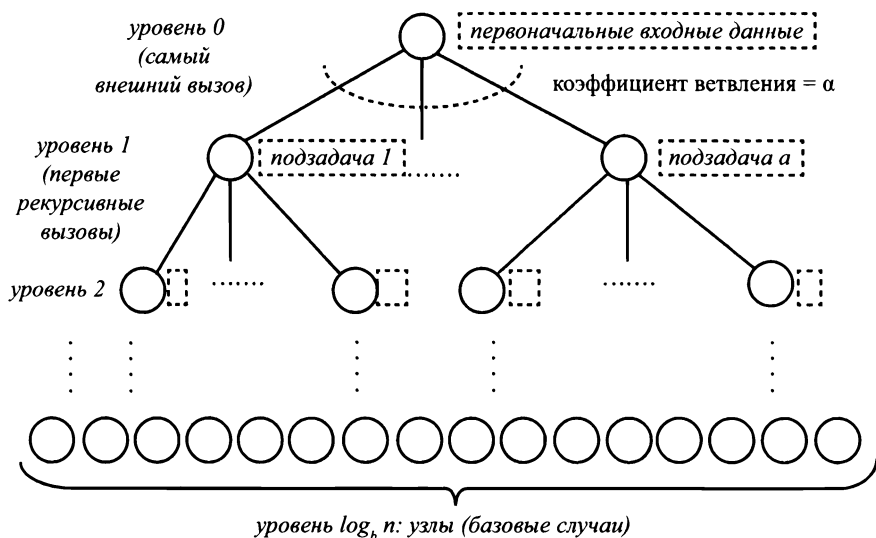 уровень 0
(самый
внешний вызов)
первоначальные входные данные
коэффициент ветвления = α
уровень 1
(первые
рекурсивные
вызовы)
подзадача 1
подзадача a
уровень 2
уровень log_b n: узлы (базовые случаи)